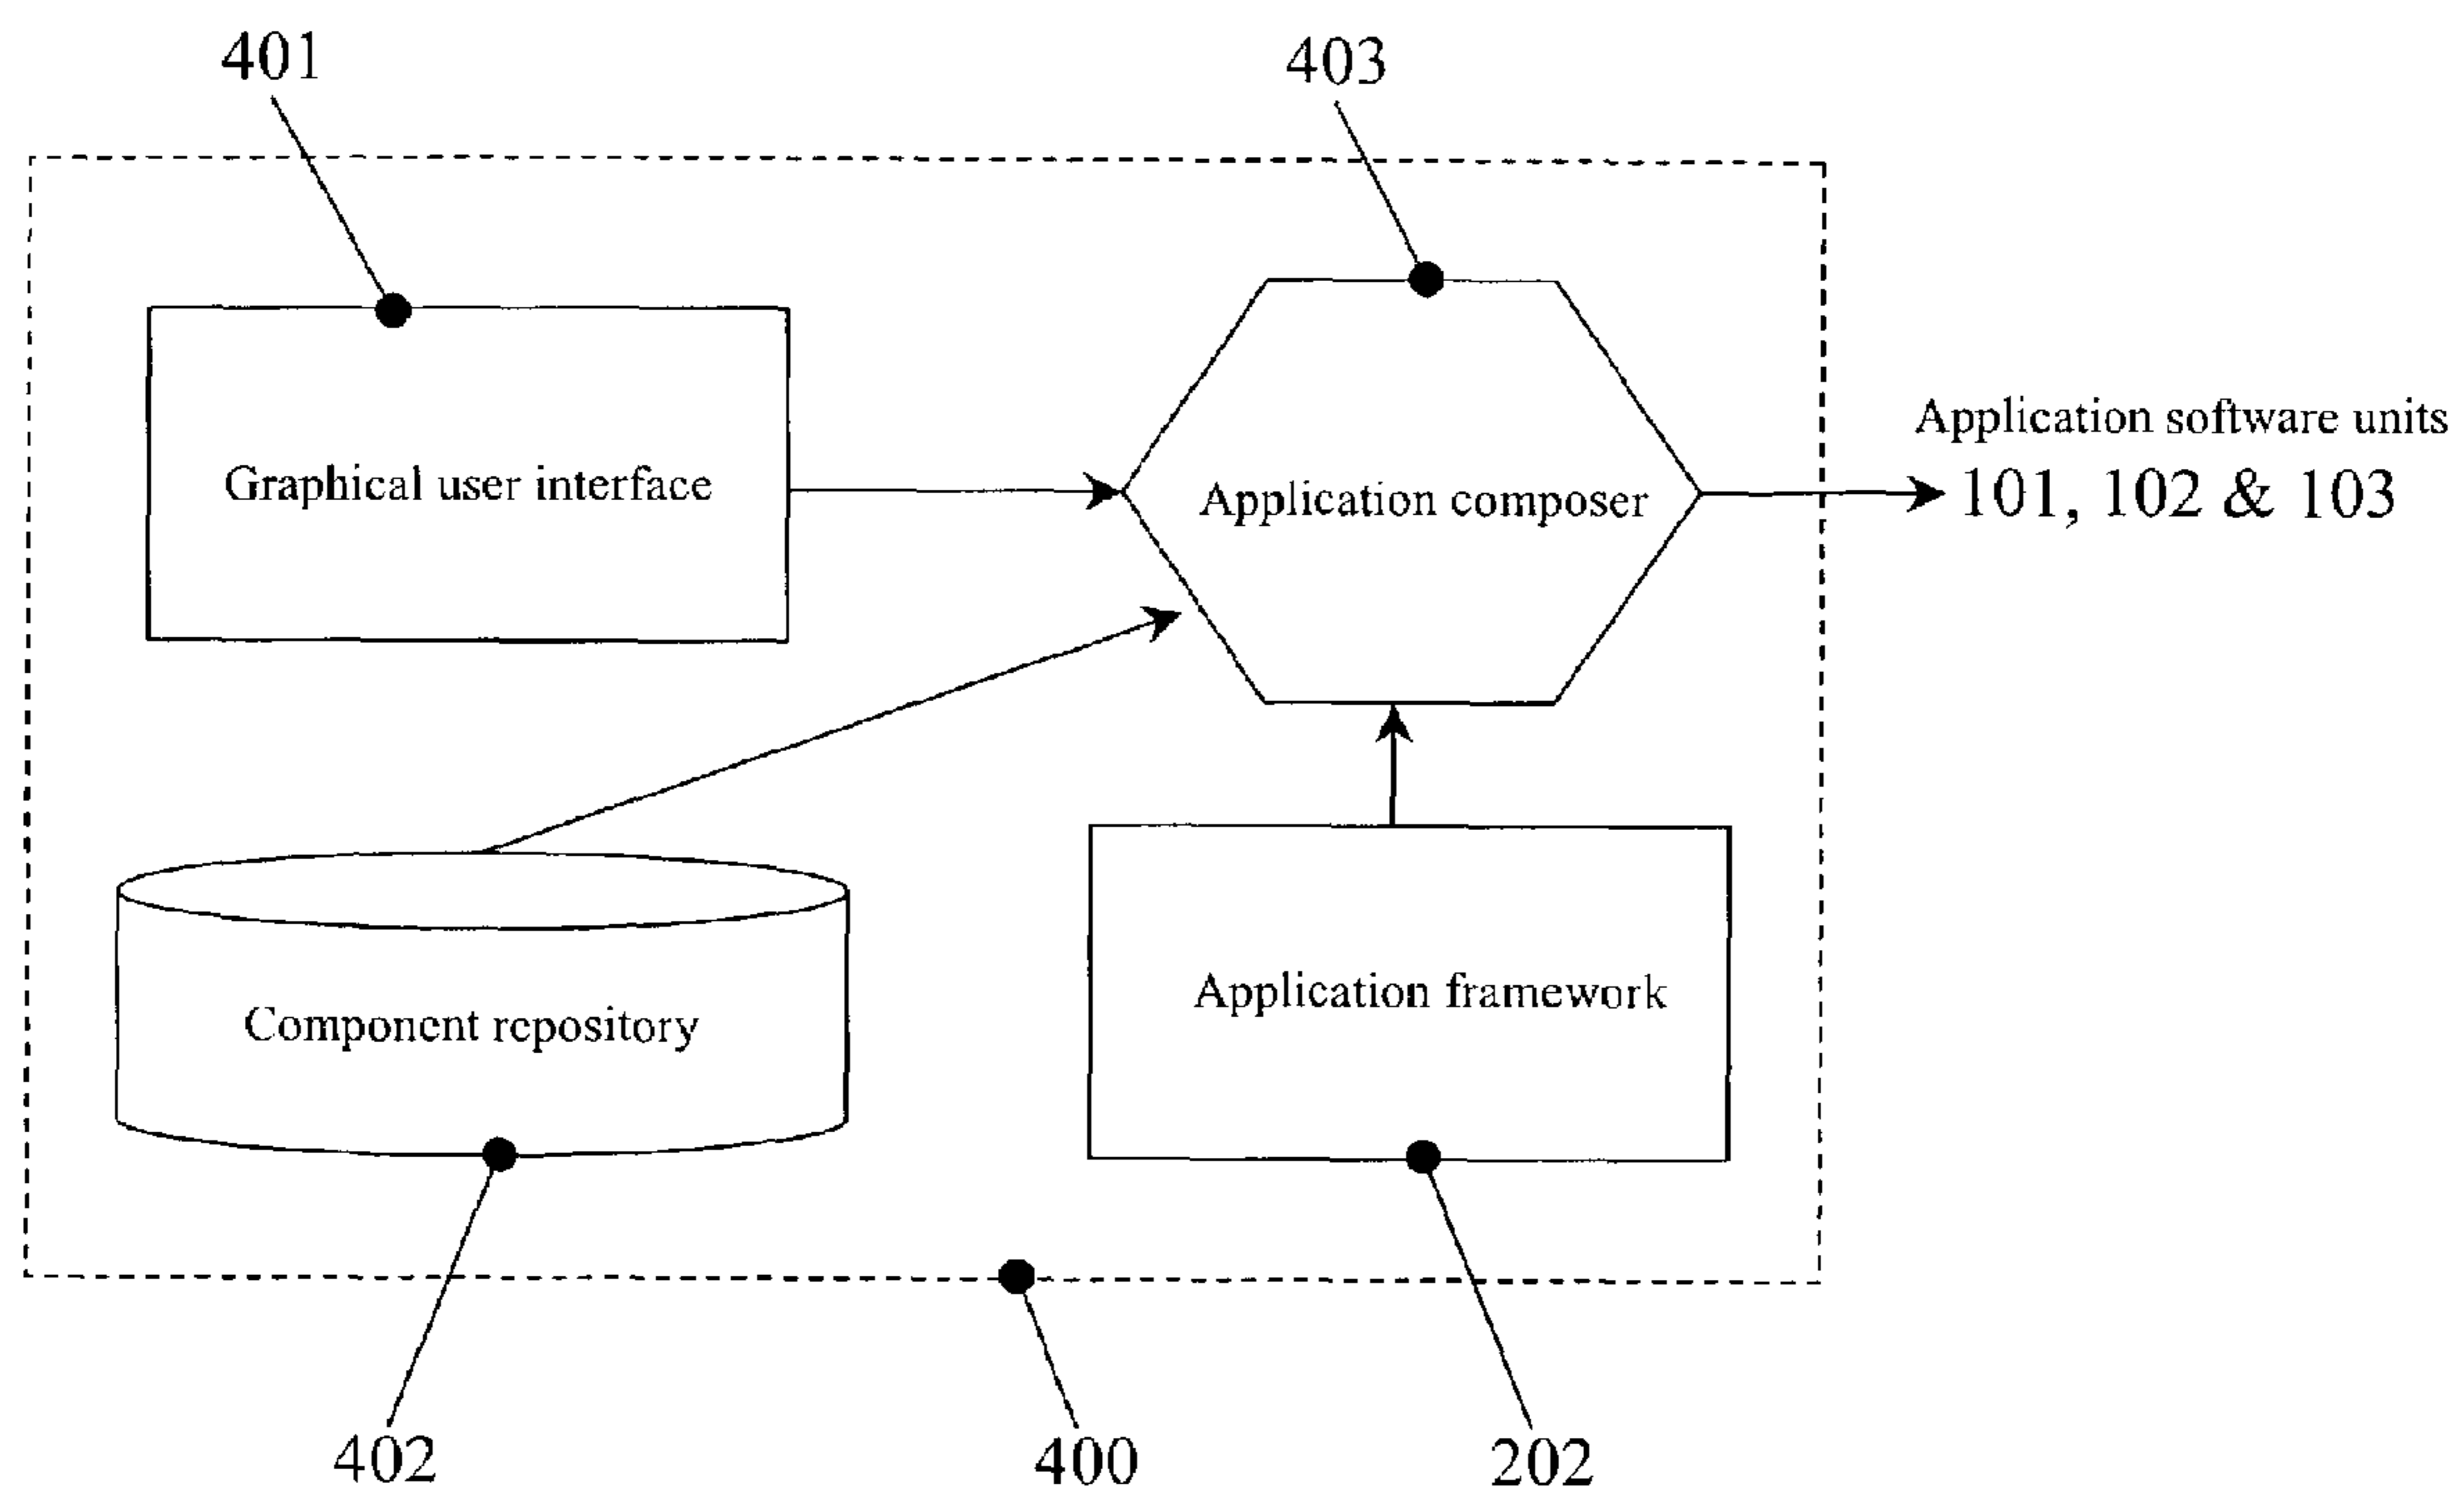 401
403
Application software units
Graphical user interface
Application composer
101, 102 & 103
Application framework
Component repository
402
400
202